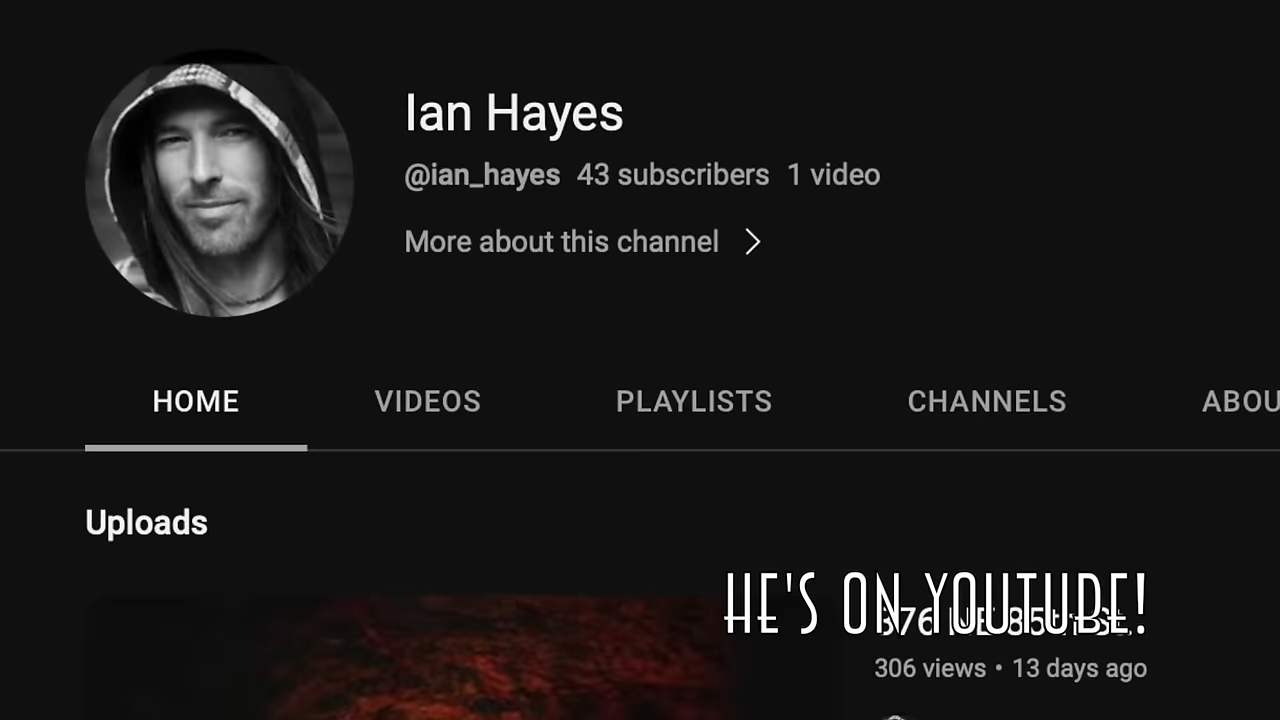 Ian Hayes
@ian_hayes 43 subscribers 1 video
More about this channel
HOME VIDEOS PLAYLISTS CHANNELS ABOU
Uploads
HE'S ON YOUTUBE!
306 views • 13 days ago